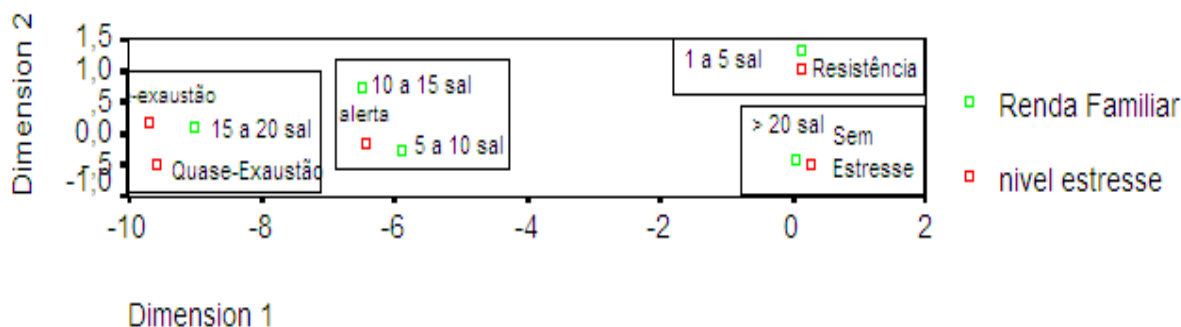 Dimension 2
1,5
1,0
,5
0,0
-,5
-1,0
-exaustão
15 a 20 sal
Quase-Exaustão
10 a 15 sal
alerta
5 a 10 sal
1 a 5 sal
Resistência
> 20 sal
Sem
Estresse
Renda Familiar
nivel estresse
-10
-8
-6
-4
-2
0
2
Dimension 1